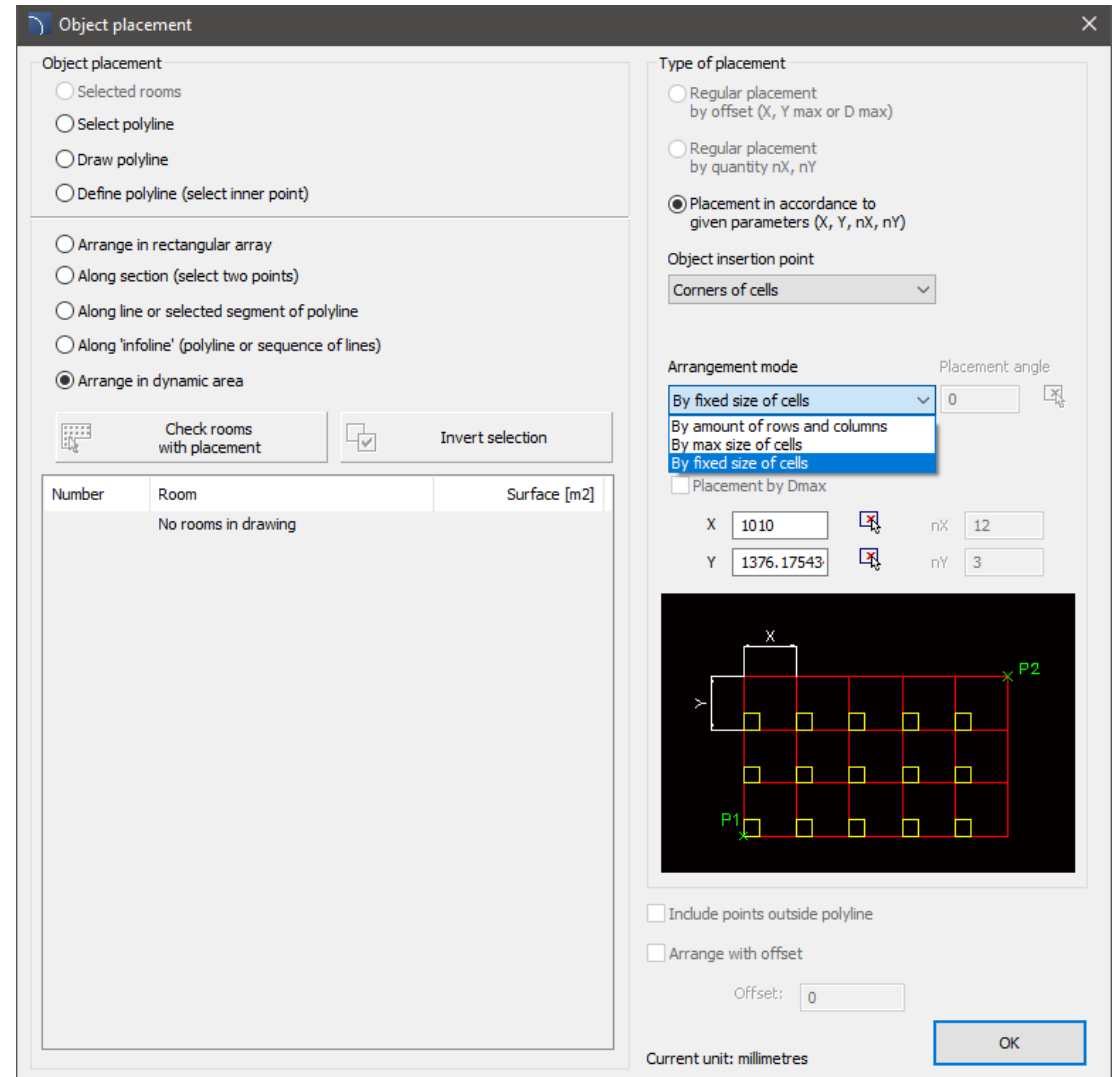 Object placement
Object placement
Selected rooms
Select polyline
Draw polyline
Define polyline (select inner point)
Arrange in rectangular array
Along section (select two points)
Along line or selected segment of polyline
Along 'infoline' (polyline or sequence of lines)
Arrange in dynamic area
Check rooms
with placement
Invert selection
Number Room Surface [m2]
No rooms in drawing
Type of placement
Regular placement
by offset (X, Y max or D max)
Regular placement
by quantity nX, nY
Placement in accordance to
given parameters (X, Y, nX, nY)
Object insertion point
Corners of cells
Arrangement mode Placement angle
By fixed size of cells 0
By amount of rows and columns
By max size of cells
By fixed size of cells
Placement by Dmax
X 1010 nX 12
Y 1376.17543 nY 3
X
P2
Y
P1
Include points outside polyline
Arrange with offset
Offset: 0
OK
Current unit: millimetres